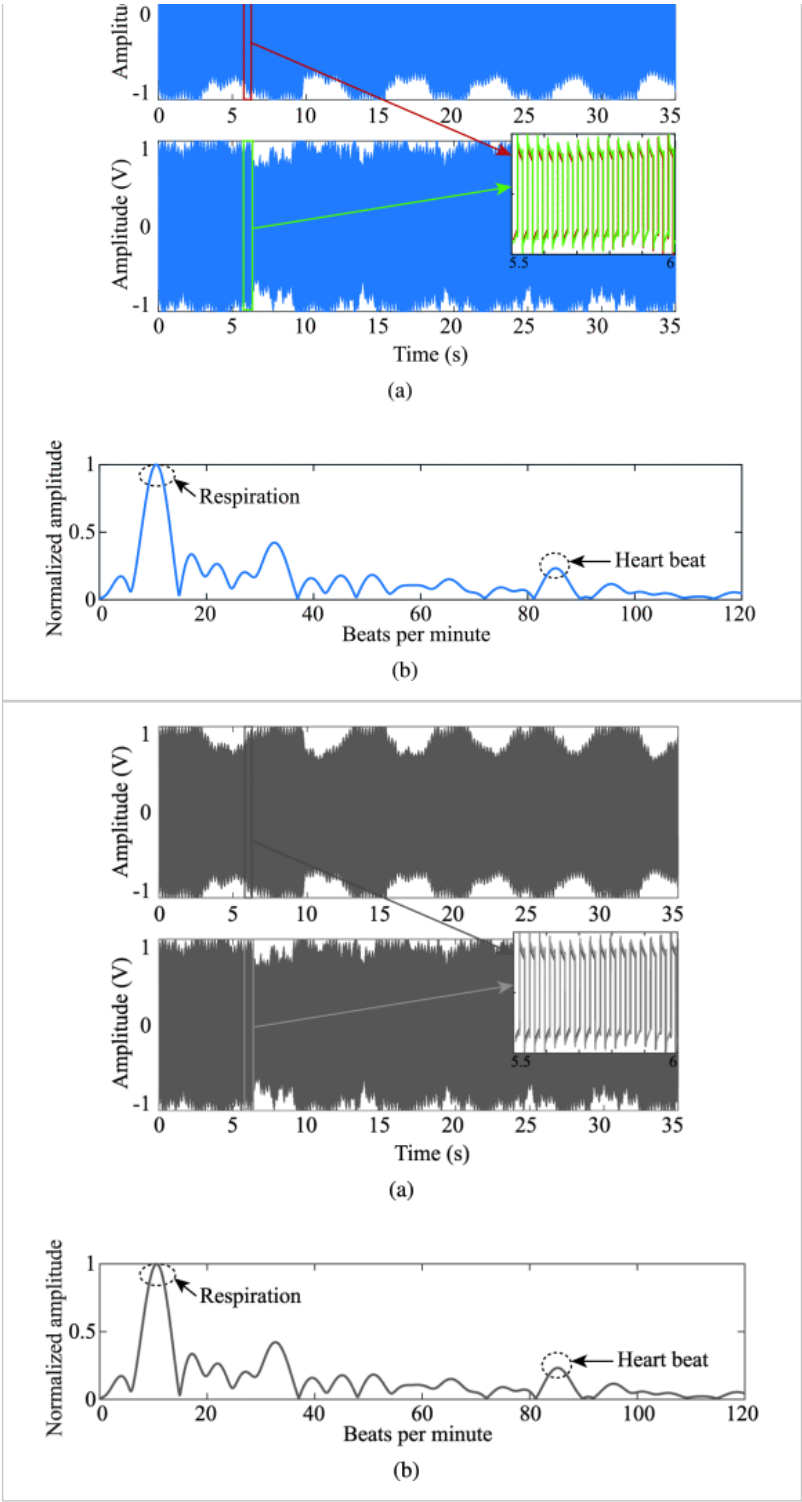 0
Amplitu
-1
0 5 10 15 20 25 30 35
1
Amplitude (V)
0
-1
5.5 6
0 5 10 15 20 25 30 35
Time (s)
(a)
Normalized amplitude
1
Respiration
0.5
Heart beat
0
0 20 40 60 80 100 120
Beats per minute
(b)
1
Amplitude (V)
0
-1
0 5 10 15 20 25 30 35
1
Amplitude (V)
0
-1
5.5 6
0 5 10 15 20 25 30 35
Time (s)
(a)
Normalized amplitude
1
Respiration
0.5
Heart beat
0
0 20 40 60 80 100 120
Beats per minute
(b)